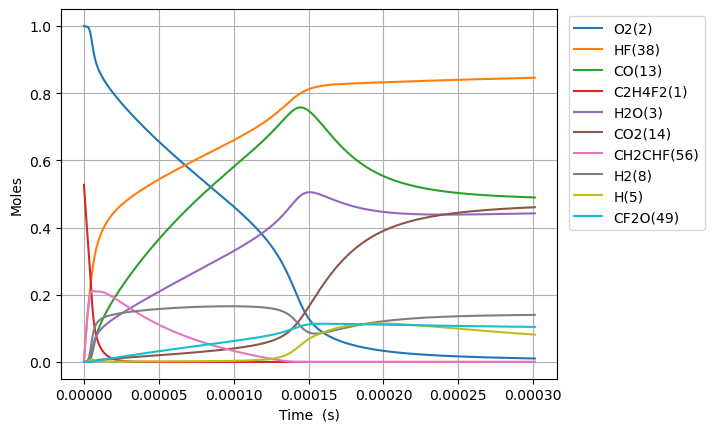 1.0
0.8
0.6
0.4
0.2
0.0
Moles
0.00000 0.00005 0.00010 0.00015 0.00020 0.00025 0.00030
Time (s)
O2(2)
HF(38)
CO(13)
C2H4F2(1)
H2O(3)
CO2(14)
CH2CHF(56)
H2(8)
H(5)
CF2O(49)